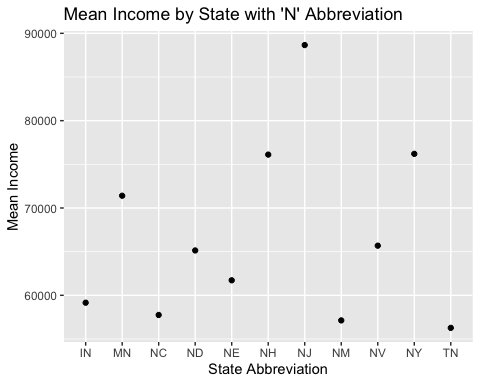 Mean Income by State with 'N' Abbreviation
90000
80000
70000
60000
Mean Income
IN MN NC ND NE NH NJ NM NV NY TN
State Abbreviation